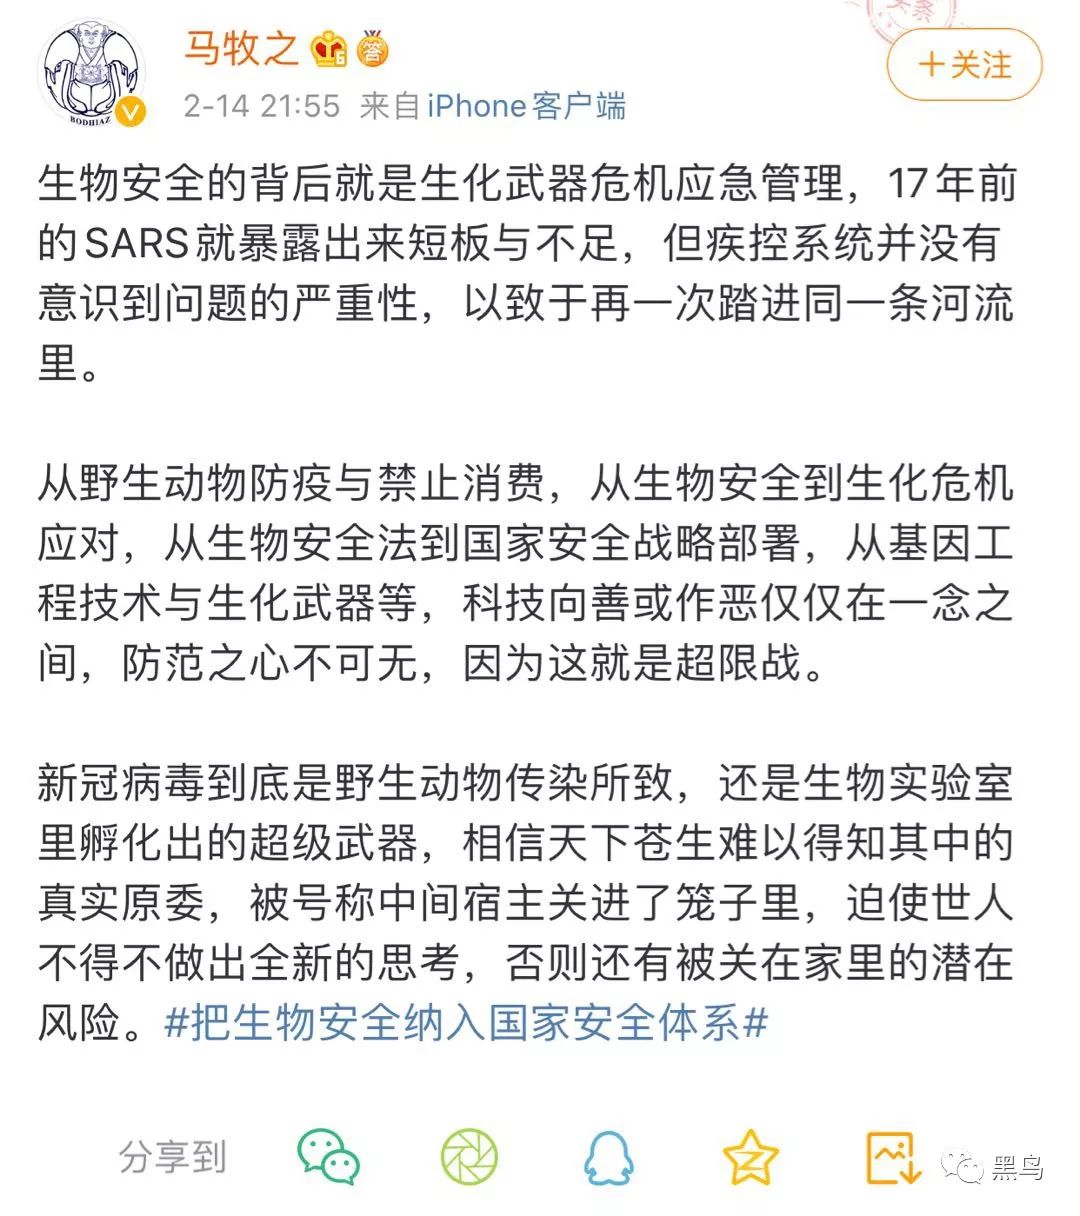 头条
马牧之
答
BODHIAZ
V
+关注
2-14 21:55 来自 iPhone客户端
生物安全的背后就是生化武器危机应急管理，17年前
的SARS就暴露出来短板与不足，但疾控系统并没有
意识到问题的严重性，以致于再一次踏进同一条河流
里。
从野生动物防疫与禁止消费，从生物安全到生化危机
应对，从生物安全法到国家安全战略部署，从基因工
程技术与生化武器等，科技向善或作恶仅仅在一念之
间，防范之心不可无，因为这就是超限战。
新冠病毒到底是野生动物传染所致，还是生物实验室
里孵化出的超级武器，相信天下苍生难以得知其中的
真实原委，被号称中间宿主关进了笼子里，迫使世人
不得不做出全新的思考，否则还有被关在家里的潜在
风险。#把生物安全纳入国家安全体系#
分享到
黑鸟